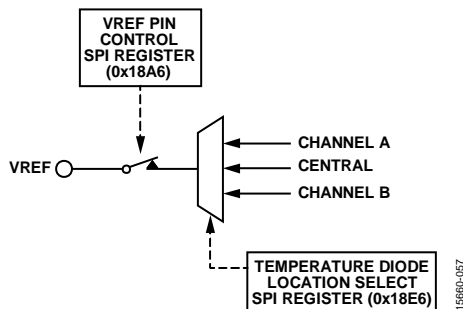 VREF PIN
CONTROL
SPI REGISTER
(0x18A6)
CHANNEL A
VREF
CENTRAL
CHANNEL B
TEMPERATURE DIODE
LOCATION SELECT
SPI REGISTER (0x18E6)
15660-057